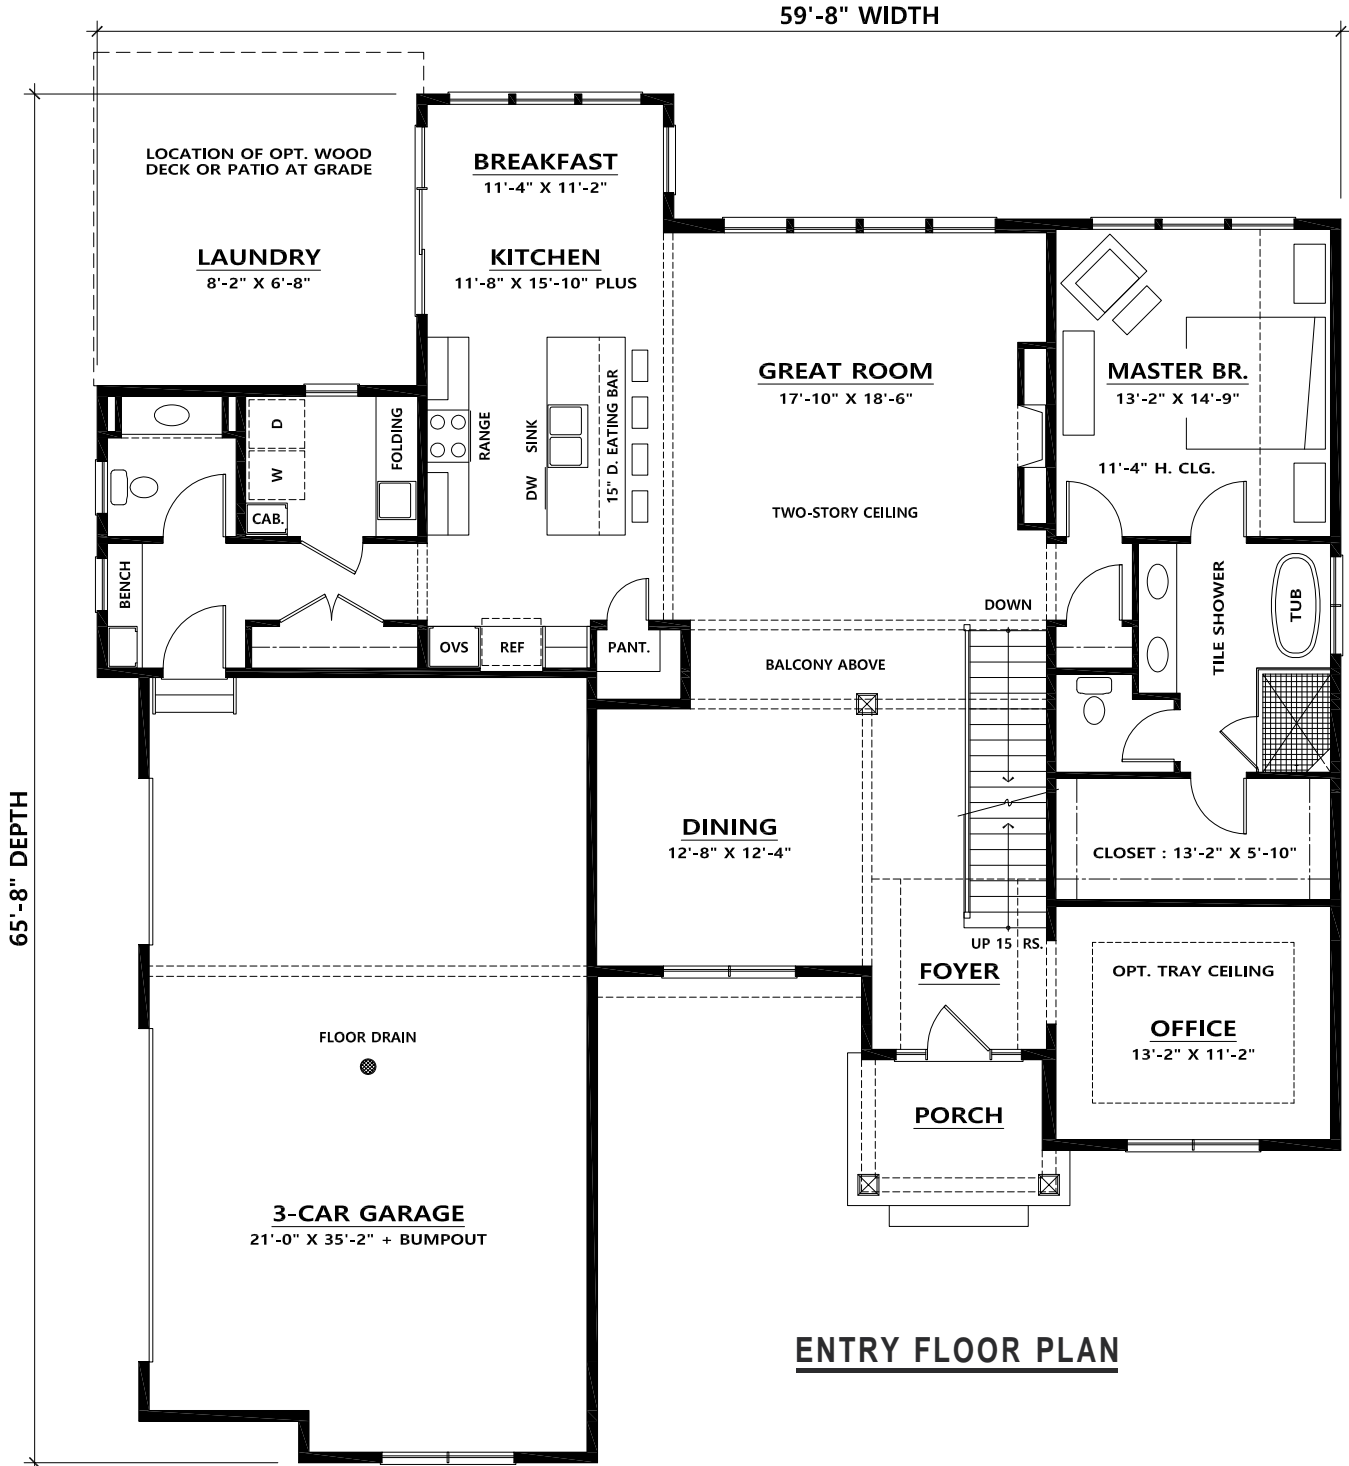 59'-8" WIDTH
LOCATION OF OPT. WOOD
DECK OR PATIO AT GRADE
BREAKFAST
11'-4" X 11'-2"
LAUNDRY
8'-2" X 6'-8"
KITCHEN
11'-8" X 15'-10" PLUS
GREAT ROOM
17'-10" X 18'-6"
MASTER BR.
13'-2" X 14'-9"
11'-4" H. CLG.
D
W
CAB.
FOLDING
RANGE
DW
SINK
15" D. EATING BAR
TWO-STORY CEILING
BENCH
OVS
REF
PANT.
DOWN
BALCONY ABOVE
TILE SHOWER
TUB
65'-8" DEPTH
DINING
12'-8" X 12'-4"
CLOSET : 13'-2" X 5'-10"
UP 15 RS.
FOYER
OPT. TRAY CEILING
OFFICE
13'-2" X 11'-2"
FLOOR DRAIN
PORCH
3-CAR GARAGE
21'-0" X 35'-2" + BUMPOUT
ENTRY FLOOR PLAN